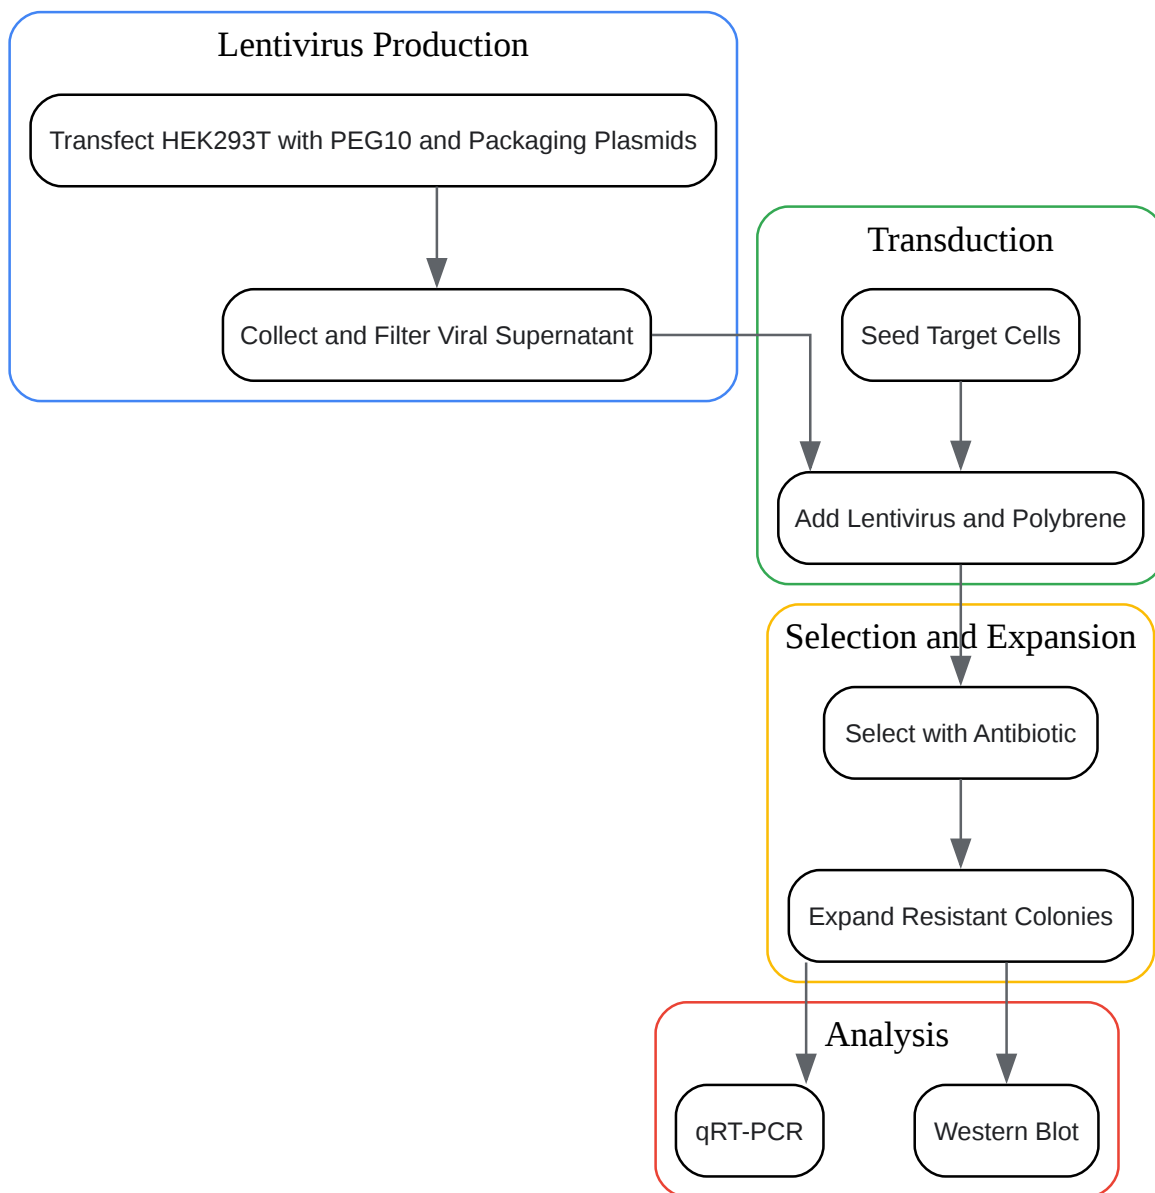 Lentivirus Production
Transfect HEK293T with PEG10 and Packaging Plasmids
Collect and Filter Viral Supernatant
Transduction
Seed Target Cells
Add Lentivirus and Polybrene
Selection and Expansion
Select with Antibiotic
Expand Resistant Colonies
Analysis
qRT-PCR
Western Blot